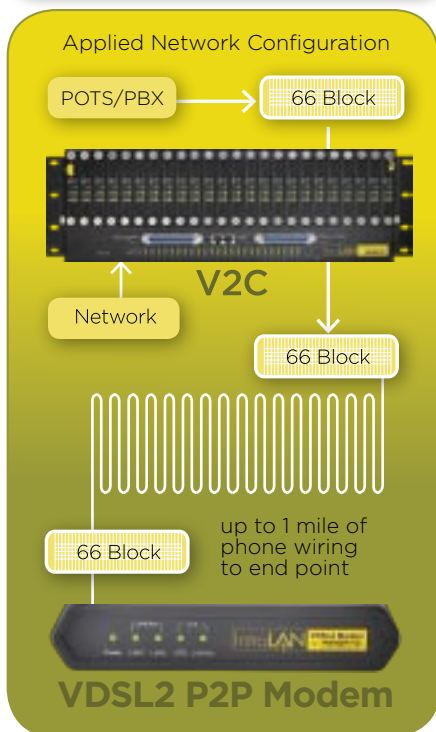 Applied Network Configuration
POTS/PBX
66 Block
V2C
Network
66 Block
up to 1 mile of
phone wiring
to end point
66 Block
VDSL2 P2P Modem